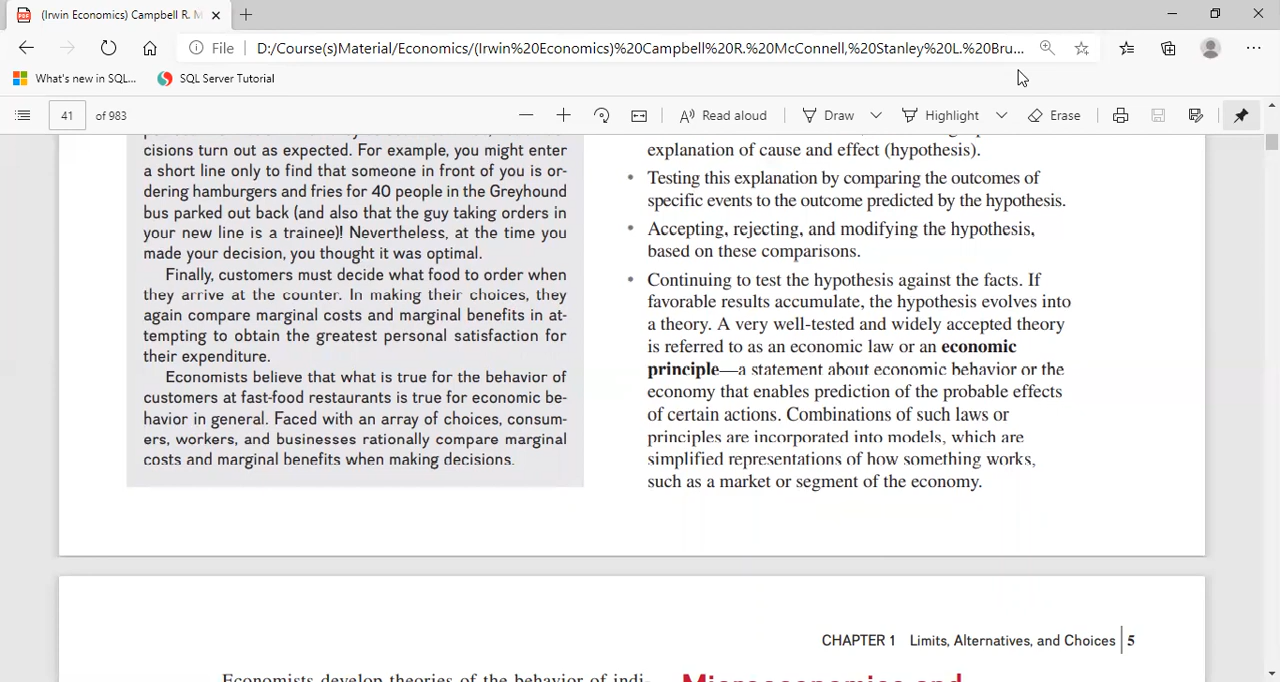 (Irwin Economics) Campbell R. M
File
D:/Course(s)Material/Economics/(Irwin%20Economics)%20Campbell%20R.%20McConnell,%20Stanley%20L.%20Bru...
What's new in SQL...
SQL Server Tutorial
41 of 983
Read aloud
Draw
Highlight
Erase
cisions turn out as expected. For example, you might enter
a short line only to find that someone in front of you is or-
dering hamburgers and fries for 40 people in the Greyhound
bus parked out back (and also that the guy taking orders in
your new line is a trainee)! Nevertheless, at the time you
made your decision, you thought it was optimal.
Finally, customers must decide what food to order when
they arrive at the counter. In making their choices, they
again compare marginal costs and marginal benefits in at-
tempting to obtain the greatest personal satisfaction for
their expenditure.
Economists believe that what is true for the behavior of
customers at fast-food restaurants is true for economic be-
havior in general. Faced with an array of choices, consum-
ers, workers, and businesses rationally compare marginal
costs and marginal benefits when making decisions.
explanation of cause and effect (hypothesis).
• Testing this explanation by comparing the outcomes of
specific events to the outcome predicted by the hypothesis.
• Accepting, rejecting, and modifying the hypothesis,
based on these comparisons.
• Continuing to test the hypothesis against the facts. If
favorable results accumulate, the hypothesis evolves into
a theory. A very well-tested and widely accepted theory
is referred to as an economic law or an economic
principle—a statement about economic behavior or the
economy that enables prediction of the probable effects
of certain actions. Combinations of such laws or
principles are incorporated into models, which are
simplified representations of how something works,
such as a market or segment of the economy.
CHAPTER 1 Limits, Alternatives, and Choices 5
Economists develop theories of the behavior of indi-
Microeconomics and